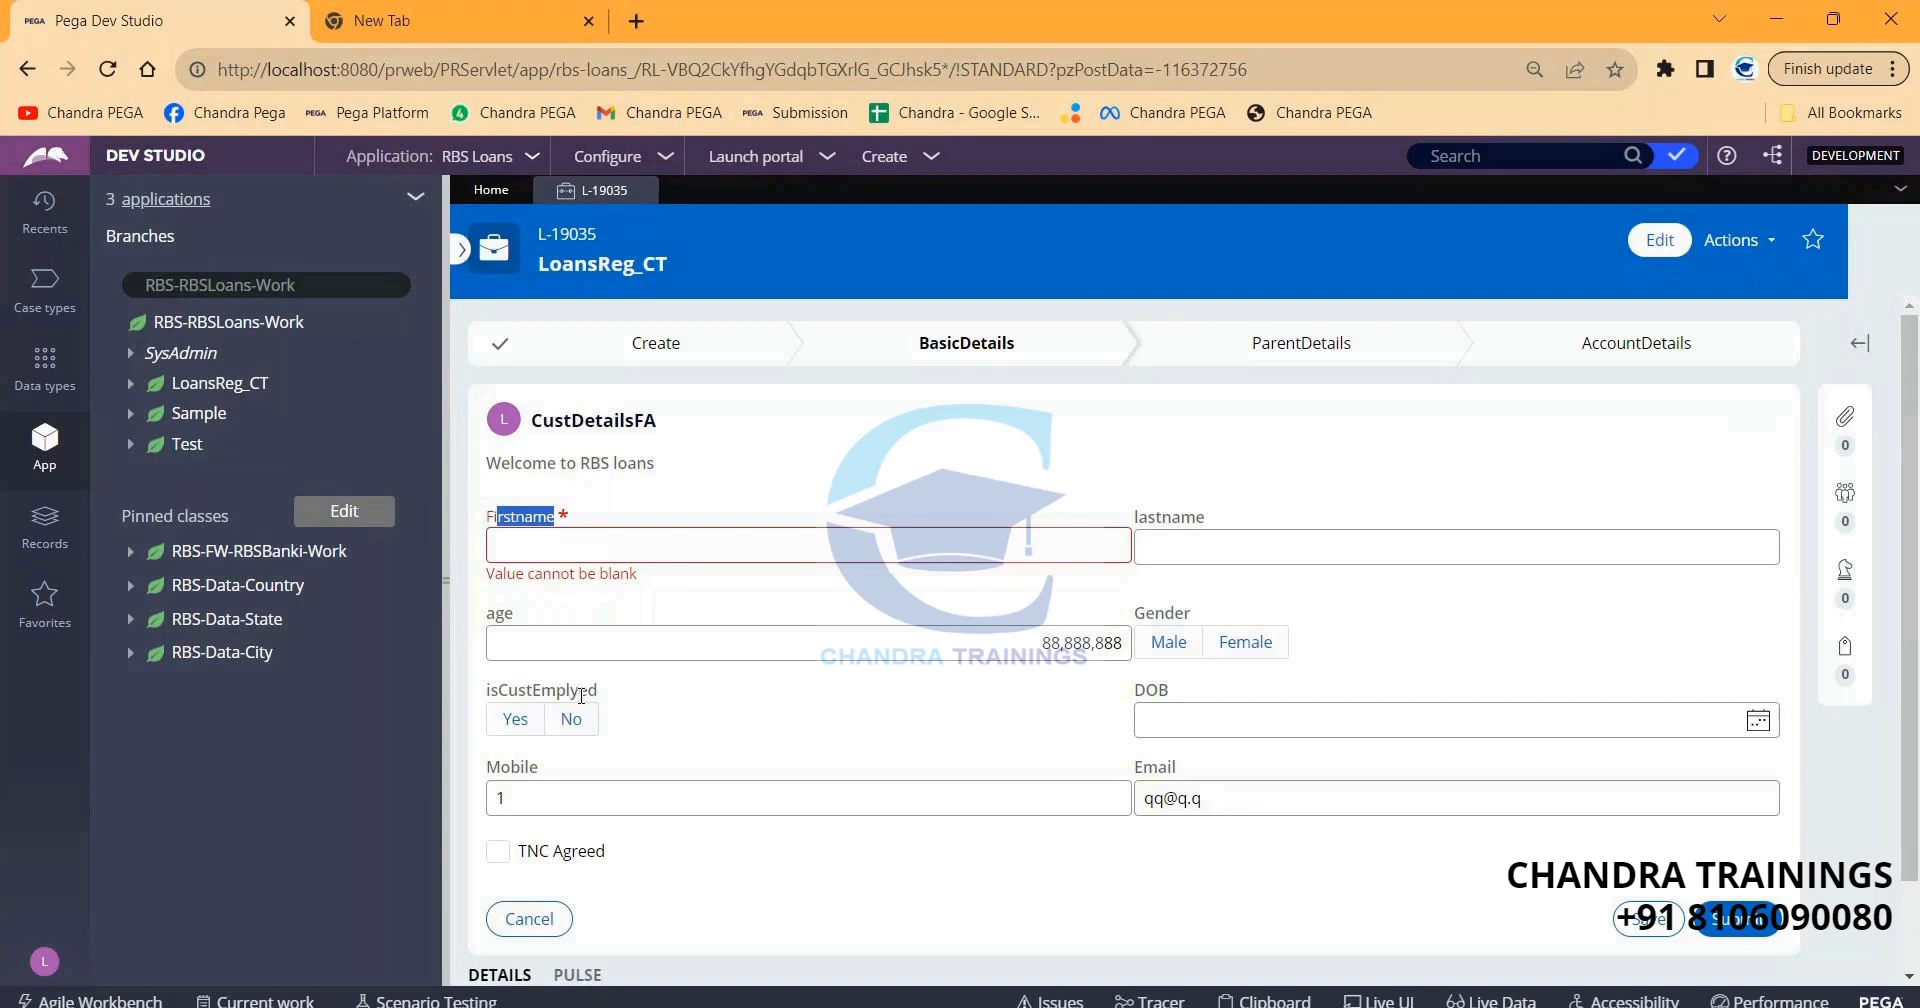 PEGA Pega Dev Studio
New Tab
http://localhost:8080/prweb/PRServlet/app/rbs-loans_/RL-VBQ2CkYfhgYGdqbTGXrlG_GCJhsk5*/!STANDARD?pzPostData=-116372756
Finish update
Chandra PEGA
Chandra Pega
PEGA Pega Platform
Chandra PEGA
Chandra PEGA
PEGA Submission
Chandra - Google S...
Chandra PEGA
Chandra PEGA
All Bookmarks
DEV STUDIO
Application: RBS Loans
Configure
Launch portal
Create
Search
DEVELOPMENT
Recents
Case types
Data types
App
Records
Favorites
L
3 applications
Branches
RBS-RBSLoans-Work
RBS-RBSLoans-Work
SysAdmin
LoansReg_CT
Sample
Test
Pinned classes
Edit
RBS-FW-RBSBanki-Work
RBS-Data-Country
RBS-Data-State
RBS-Data-City
Home
L-19035
L-19035
LoansReg_CT
Edit
Actions
Create
BasicDetails
ParentDetails
AccountDetails
L CustDetailsFA
Welcome to RBS loans
Firstname *
lastname
Value cannot be blank
age
Gender
88,888,888
Male
Female
CHANDRA TRAININGS
isCustEmplyed
DOB
Yes
No
Mobile
Email
1
qq@q.q
TNC Agreed
Cancel
Save
Submit
0
0
0
0
CHANDRA TRAININGS
+91 8106090080
DETAILS
PULSE
Agile Workbench
Current work
Scenario Testing
Issues
Tracer
Clipboard
Live UI
Live Data
Accessibility
Performance
PEGA